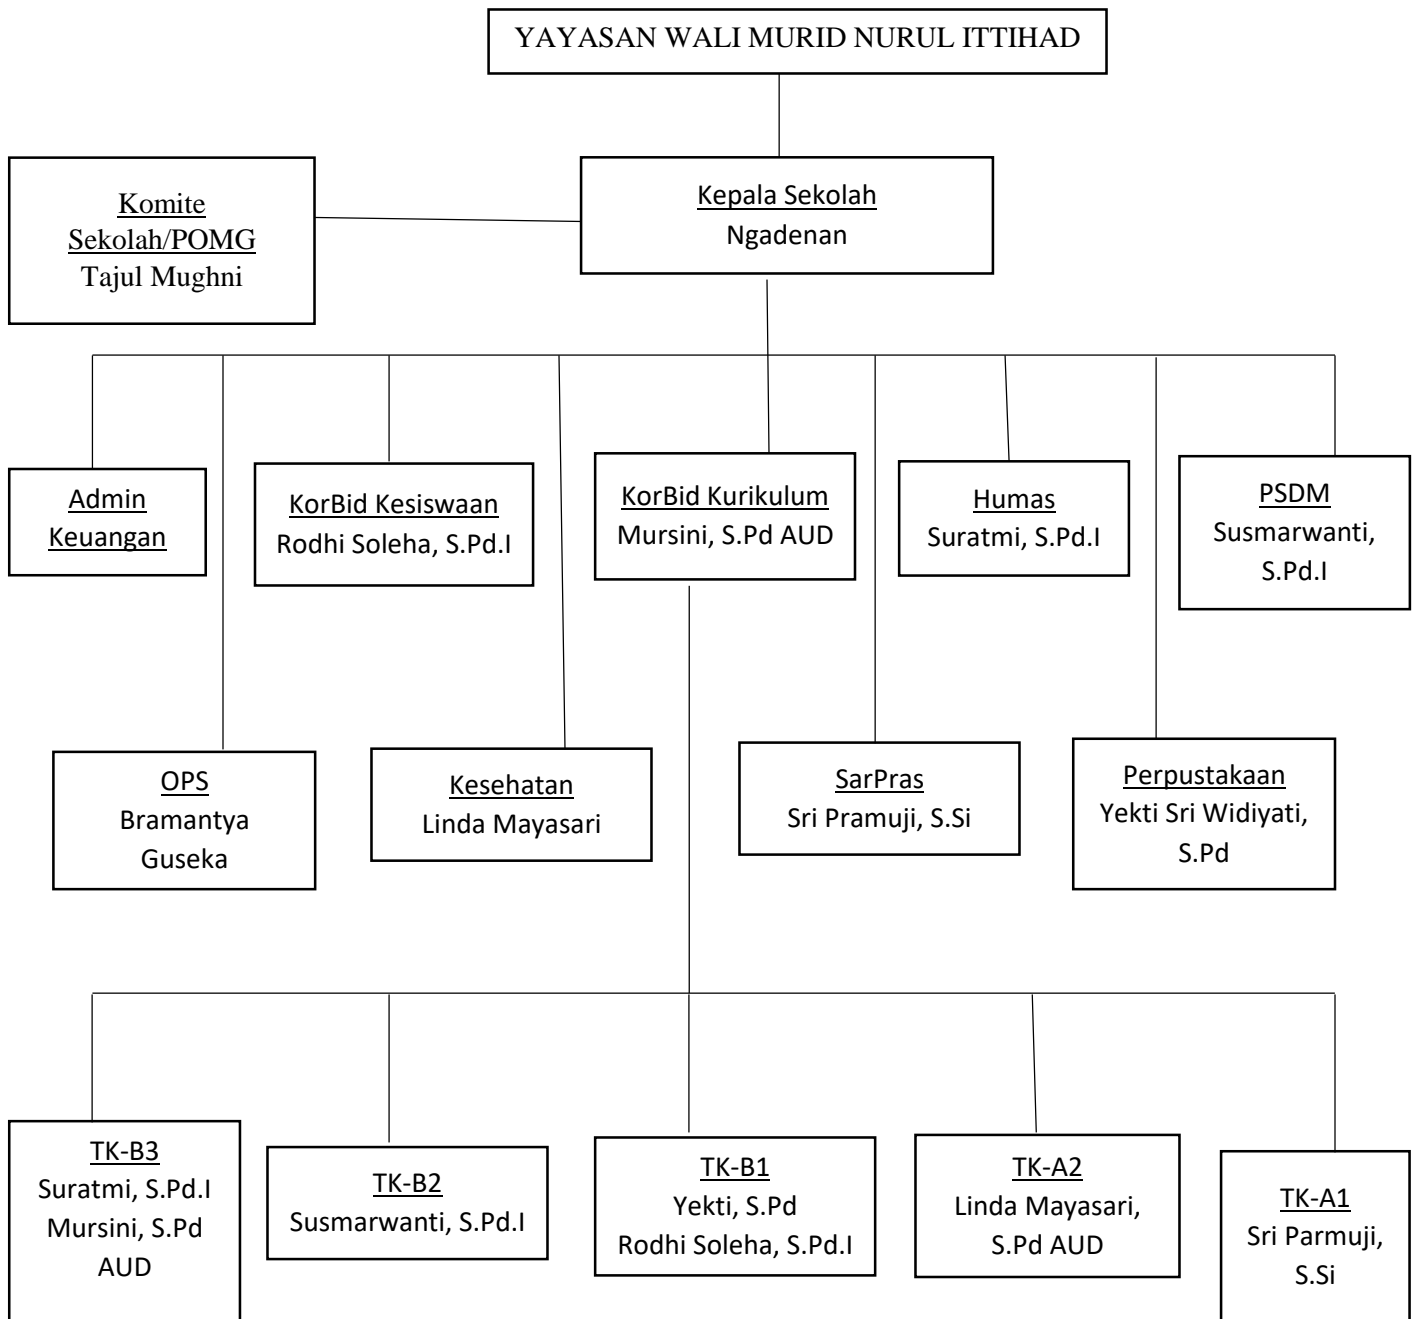 YAYASAN WALI MURID NURUL ITTIHAD
Komite
Sekolah/POMG
Tajul Mughni
Kepala Sekolah
Ngadenan
Admin
Keuangan
KorBid Kesiswaan
Rodhi Soleha, S.Pd.I
KorBid Kurikulum
Mursini, S.Pd AUD
Humas
Suratmi, S.Pd.I
PSDM
Susmarwanti,
S.Pd.I
OPS
Bramantya
Guseka
Kesehatan
Linda Mayasari
SarPras
Sri Pramuji, S.Si
Perpustakaan
Yekti Sri Widiyati,
S.Pd
TK-B3
Suratmi, S.Pd.I
Mursini, S.Pd
AUD
TK-B2
Susmarwanti, S.Pd.I
TK-B1
Yekti, S.Pd
Rodhi Soleha, S.Pd.I
TK-A2
Linda Mayasari,
S.Pd AUD
TK-A1
Sri Parmuji,
S.Si